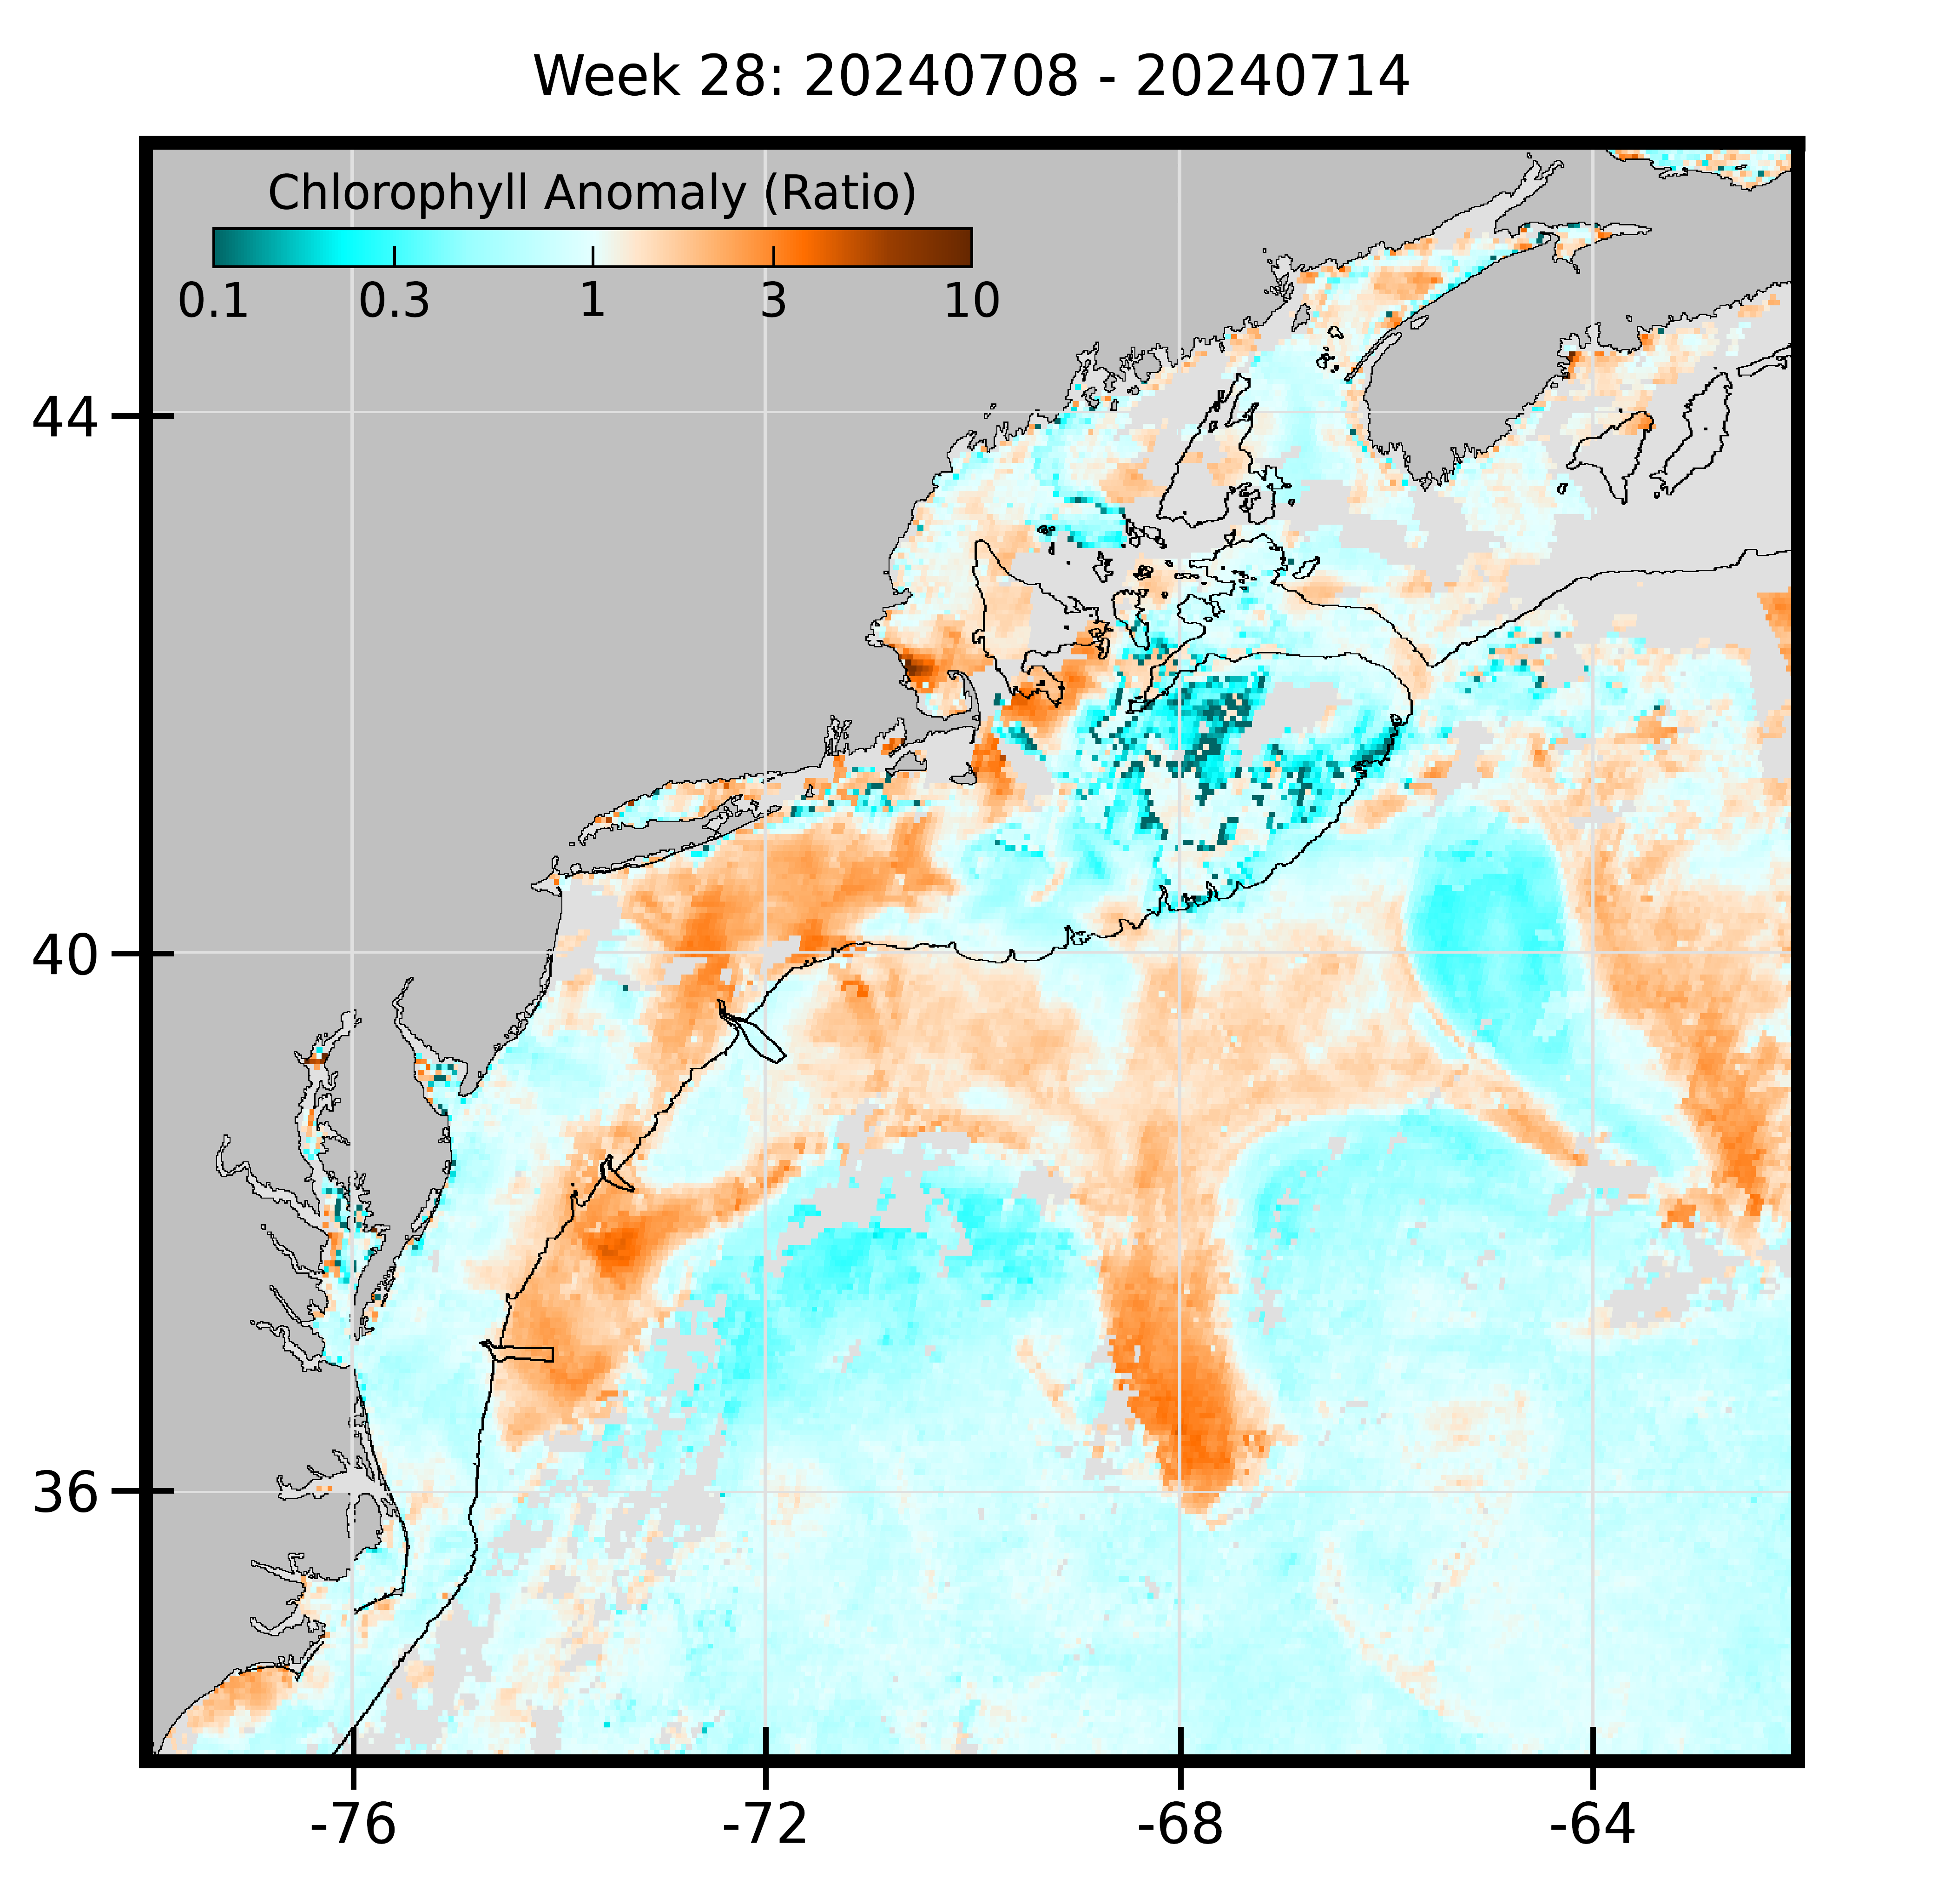 Week 28: 20240708 - 20240714
Chlorophyll Anomaly (Ratio)
0.1 0.3 1 3 10
44
40
36
-76 -72 -68 -64